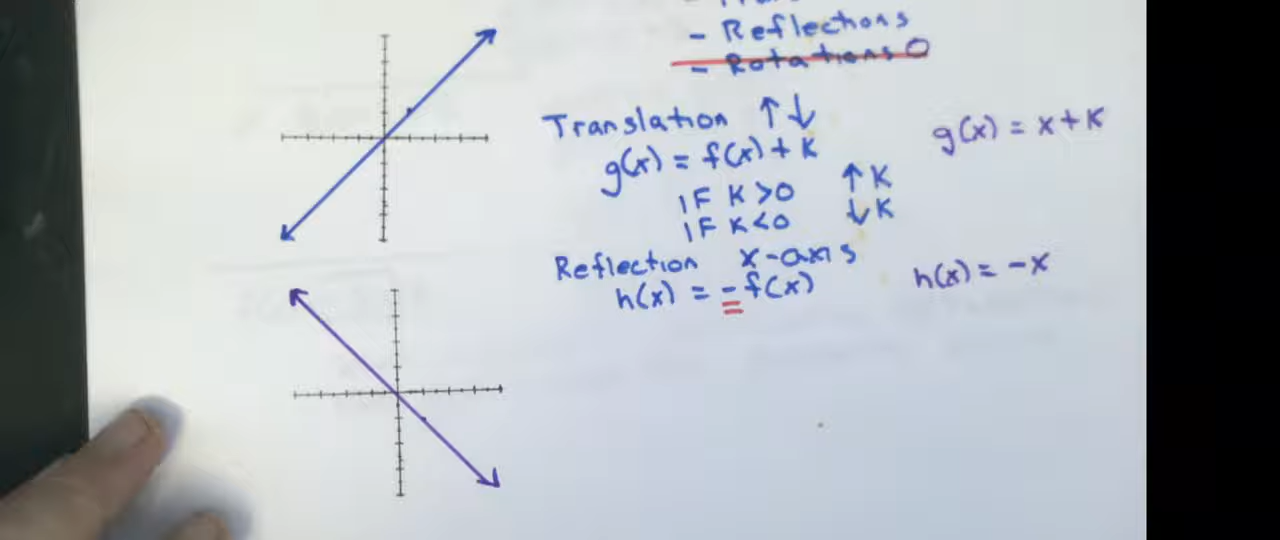 - Reflections
- Rotations
Translation ↑↓
g(x) = f(x) + K
IF K > 0 ↑ K
IF K < 0 ↓ K
g(x) = x + K
Reflection x-axis
h(x) = -f(x)
h(x) = -x